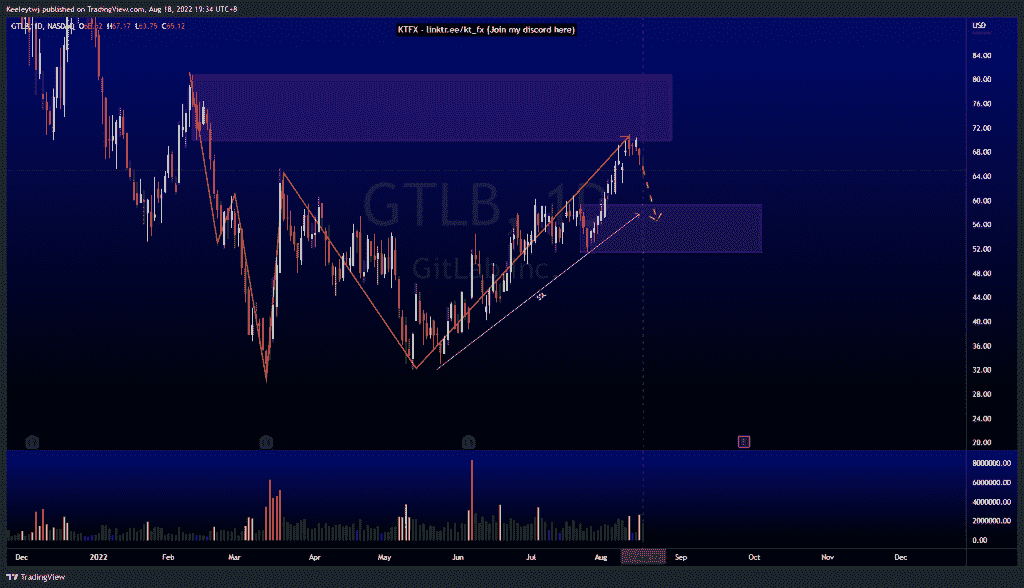 Keeleytwj published on TradingView.com, Aug 18, 2022 19:34 UTC+8
GTLB, 1D, NASDAQ H67.17 L63.75 C65.12
KTFX - linktr.ee/kt_fx (Join my discord here)
USD
84.00
80.00
76.00
72.00
68.00
64.00
60.00
56.00
52.00
48.00
44.00
40.00
36.00
32.00
28.00
24.00
20.00
GTLB, 1D
GitLab Inc
8000000.00
6000000.00
4000000.00
2000000.00
0.00
Dec 2022 Feb Mar Apr May Jun Jul Aug Sep Oct Nov Dec
TradingView